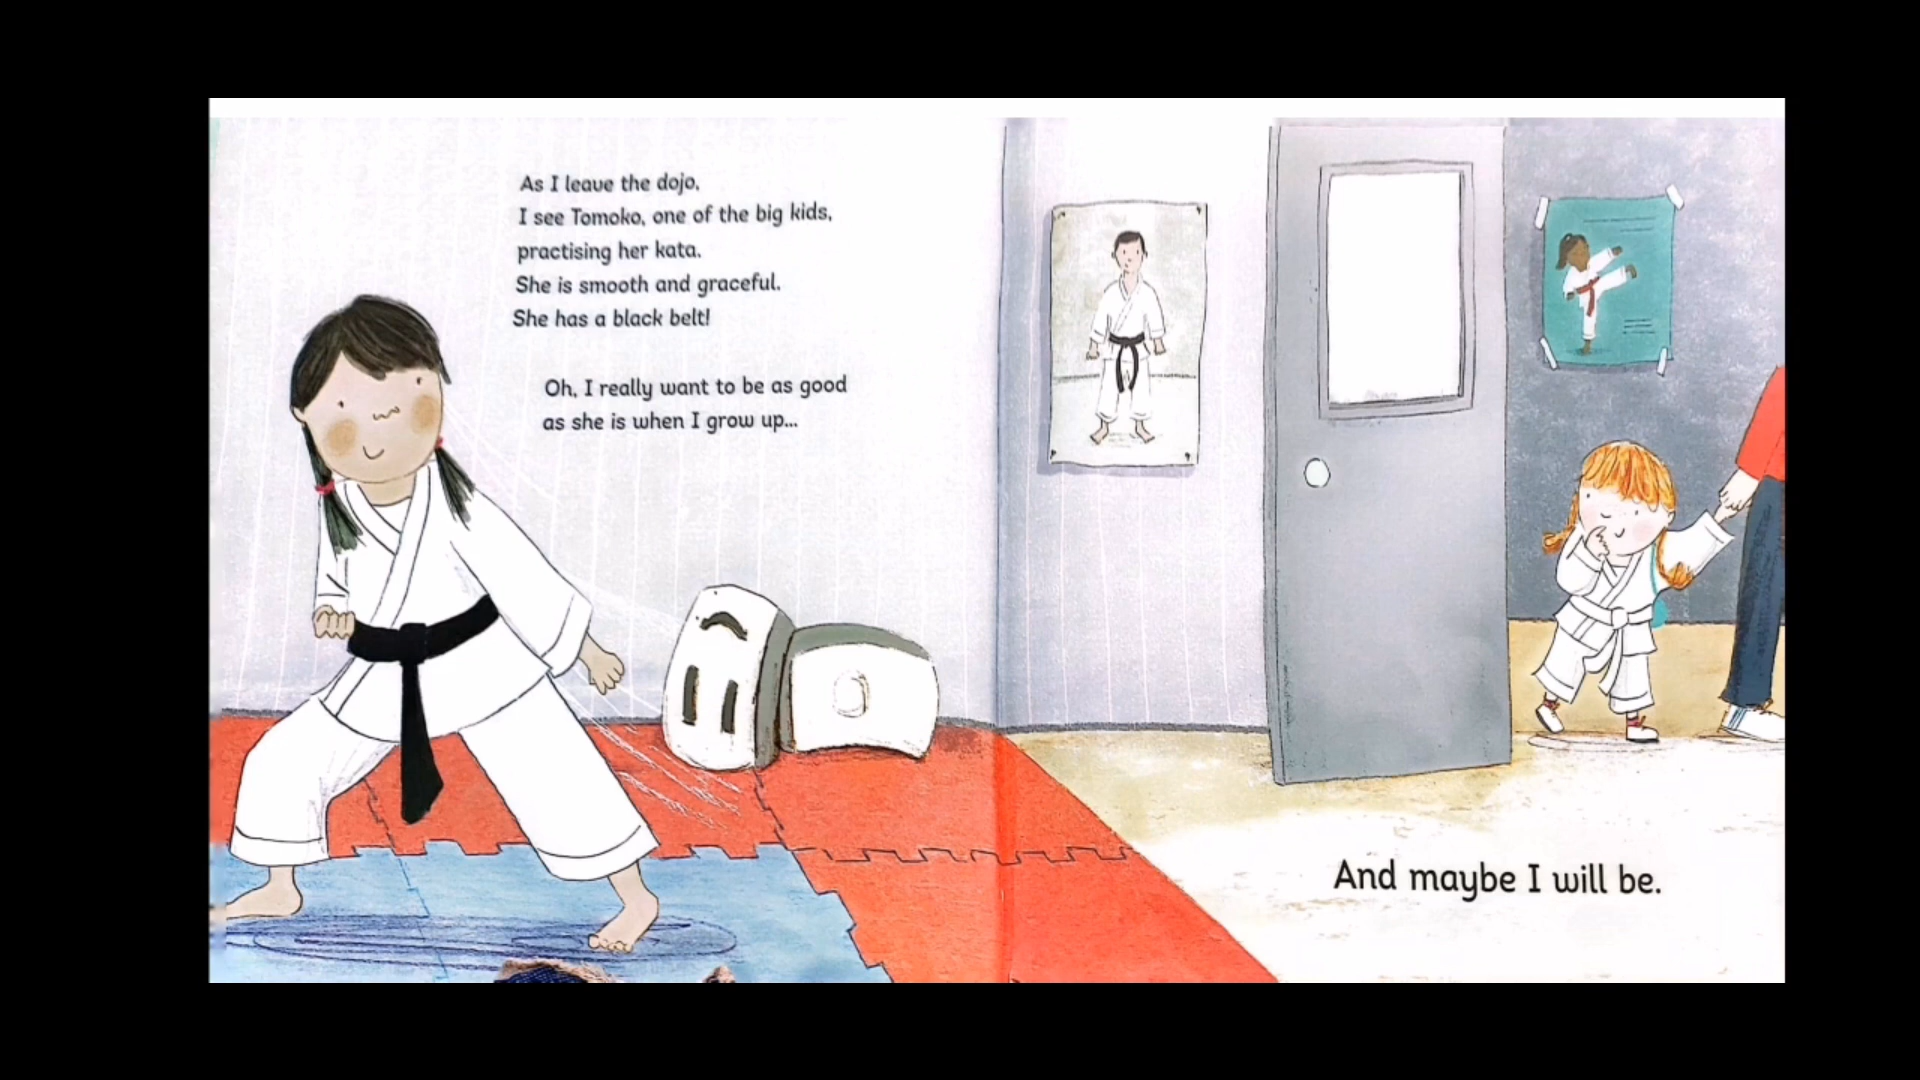 As I leave the dojo,
I see Tomoko, one of the big kids,
practising her kata.
She is smooth and graceful.
She has a black belt!
Oh, I really want to be as good
as she is when I grow up...
And maybe I will be.